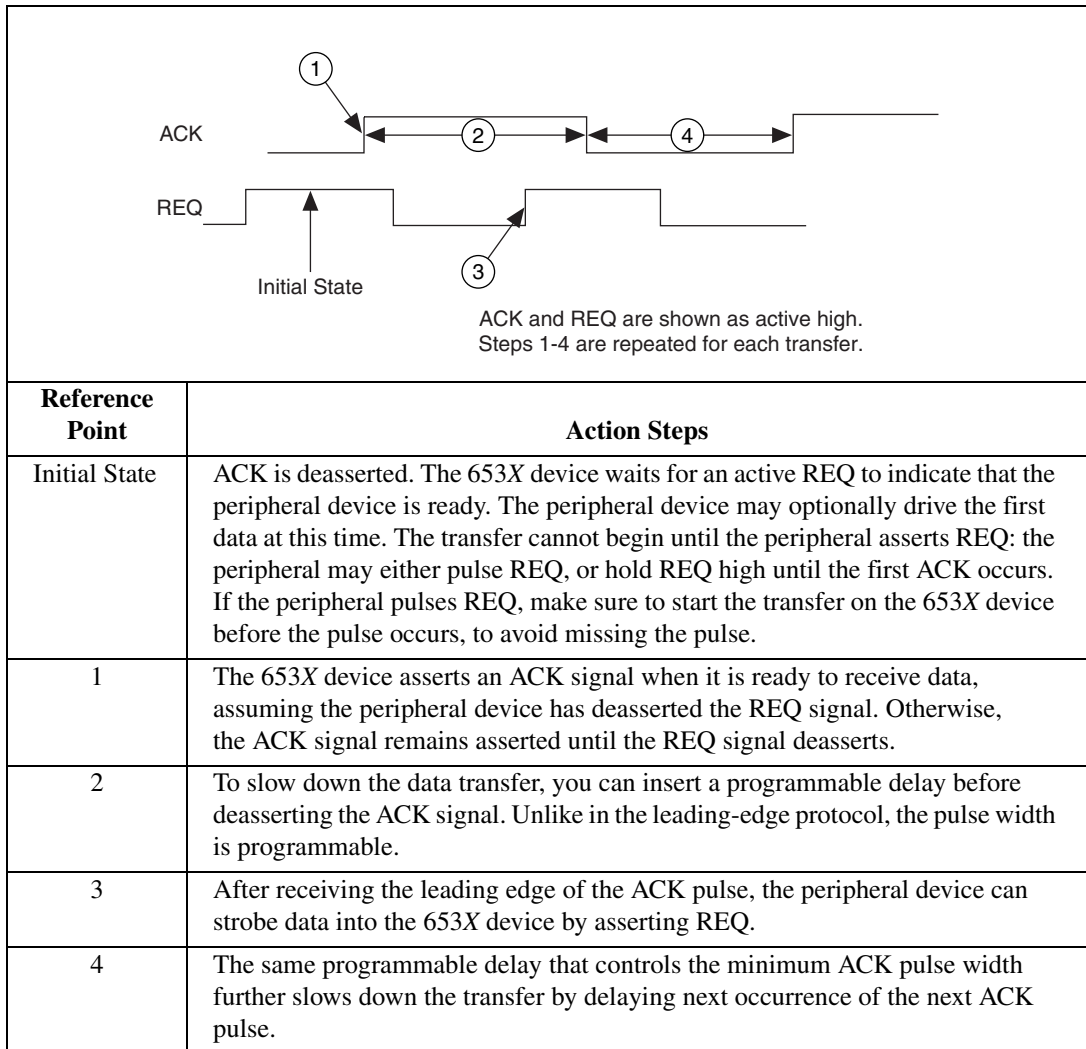 1
ACK
2
4
REQ
3
Initial State
ACK and REQ are shown as active high.
Steps 1-4 are repeated for each transfer.
Reference
Point
Action Steps
Initial State
ACK is deasserted. The 653X device waits for an active REQ to indicate that the
peripheral device is ready. The peripheral device may optionally drive the first
data at this time. The transfer cannot begin until the peripheral asserts REQ: the
peripheral may either pulse REQ, or hold REQ high until the first ACK occurs.
If the peripheral pulses REQ, make sure to start the transfer on the 653X device
before the pulse occurs, to avoid missing the pulse.
1
The 653X device asserts an ACK signal when it is ready to receive data,
assuming the peripheral device has deasserted the REQ signal. Otherwise,
the ACK signal remains asserted until the REQ signal deasserts.
2
To slow down the data transfer, you can insert a programmable delay before
deasserting the ACK signal. Unlike in the leading-edge protocol, the pulse width
is programmable.
3
After receiving the leading edge of the ACK pulse, the peripheral device can
strobe data into the 653X device by asserting REQ.
4
The same programmable delay that controls the minimum ACK pulse width
further slows down the transfer by delaying next occurrence of the next ACK
pulse.